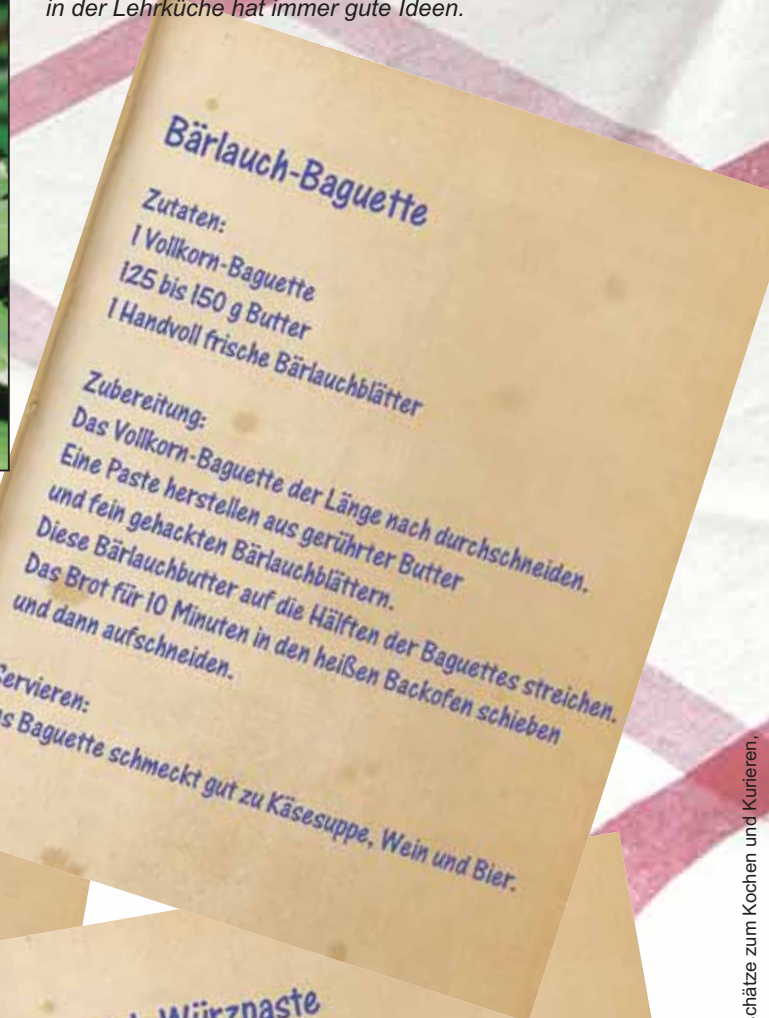 in der Lehrküche hat immer gute Ideen.
Bärlauch-Baguette
Zutaten:
1 Vollkorn-Baguette
125 bis 150 g Butter
1 Handvoll frische Bärlauchblätter
Zubereitung:
Das Vollkorn-Baguette der Länge nach durchschneiden.
Eine Paste herstellen aus gerührter Butter
und fein gehackten Bärlauchblättern.
Diese Bärlauchbutter auf die Hälften der Baguettes streichen.
Das Brot für 10 Minuten in den heißen Backofen schieben
und dann aufschneiden.
Servieren:
Baguette schmeckt gut zu Käsesuppe, Wein und Bier.
Würzpaste
zum Kochen und Kurieren,